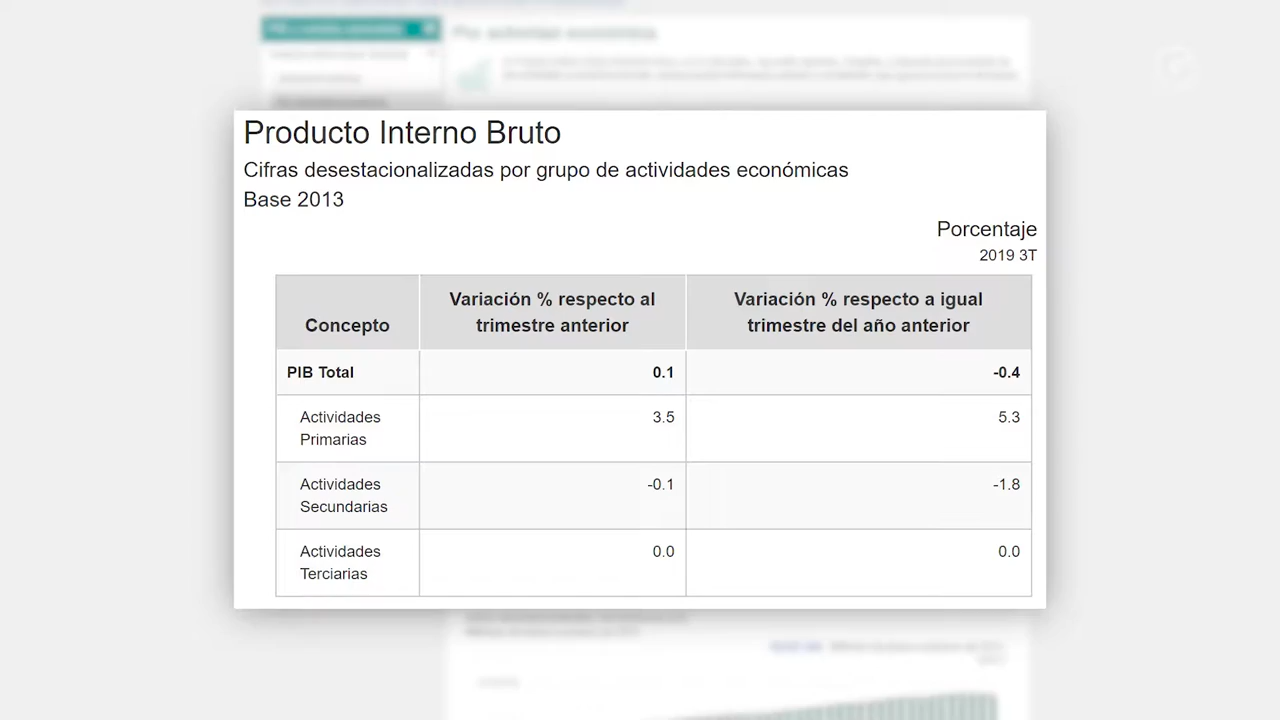 Producto Interno Bruto
Cifras desestacionalizadas por grupo de actividades económicas
Base 2013
Porcentaje
2019 3T
Concepto
Variación % respecto al
trimestre anterior
Variación % respecto a igual
trimestre del año anterior
PIB Total 0.1 -0.4
Actividades 3.5 5.3
Primarias
Actividades -0.1 -1.8
Secundarias
Actividades 0.0 0.0
Terciarias